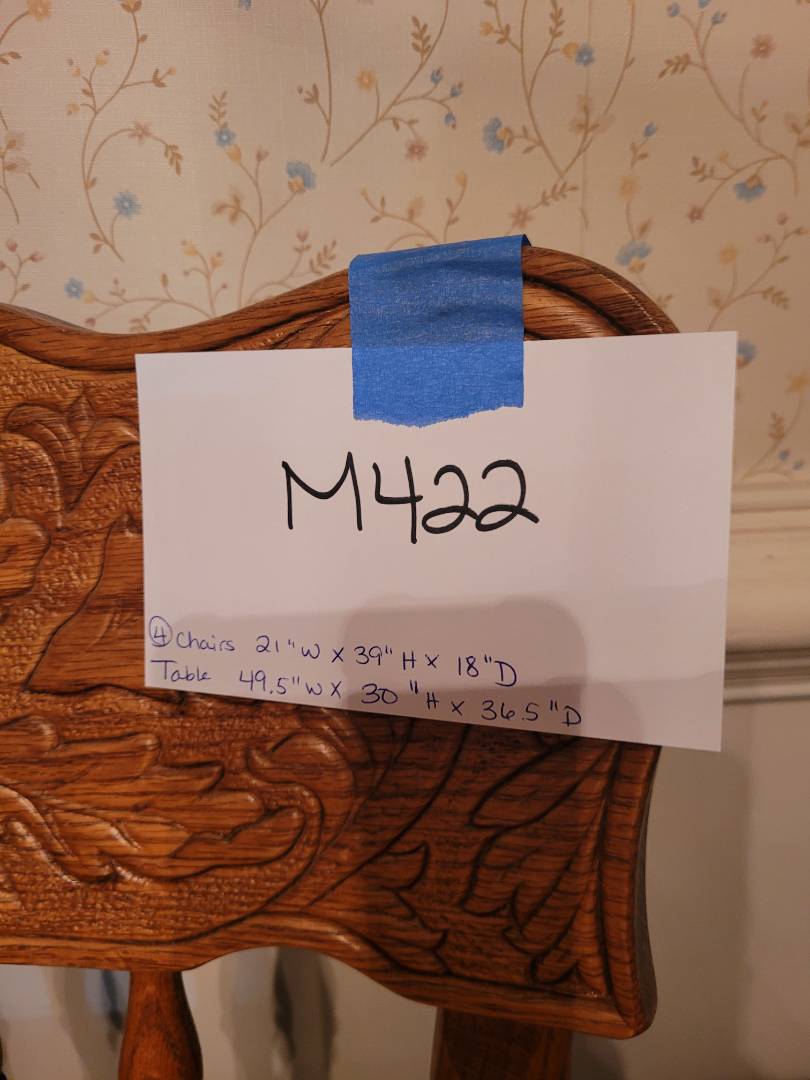 M422
④ Chairs 21"W x 39" H x 18"D
Table 49.5"W x 30"H x 36.5"D